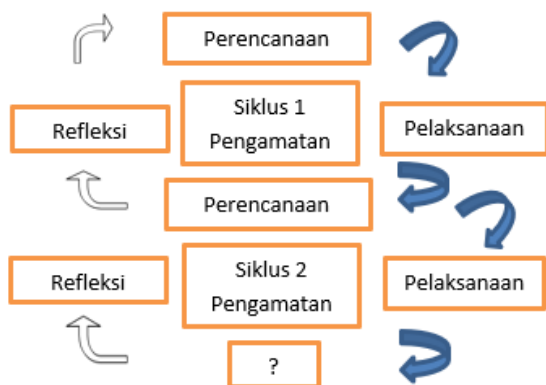 Perencanaan
Siklus 1
Pengamatan
Refleksi
Pelaksanaan
Perencanaan
Siklus 2
Pengamatan
Refleksi
Pelaksanaan
?